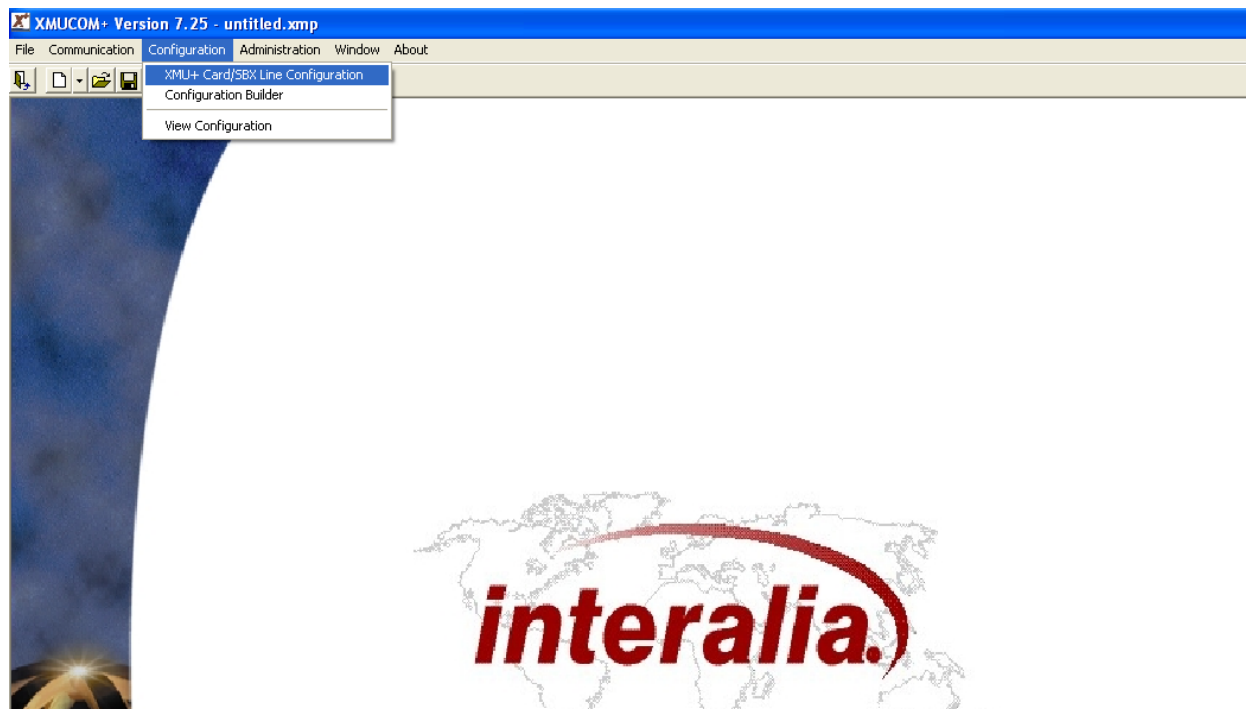 XMUCOM+ Version 7.25 - untitled.xmp
File Communication Configuration Administration Window About
XMU+ Card/SBX Line Configuration
Configuration Builder
View Configuration
interalia.